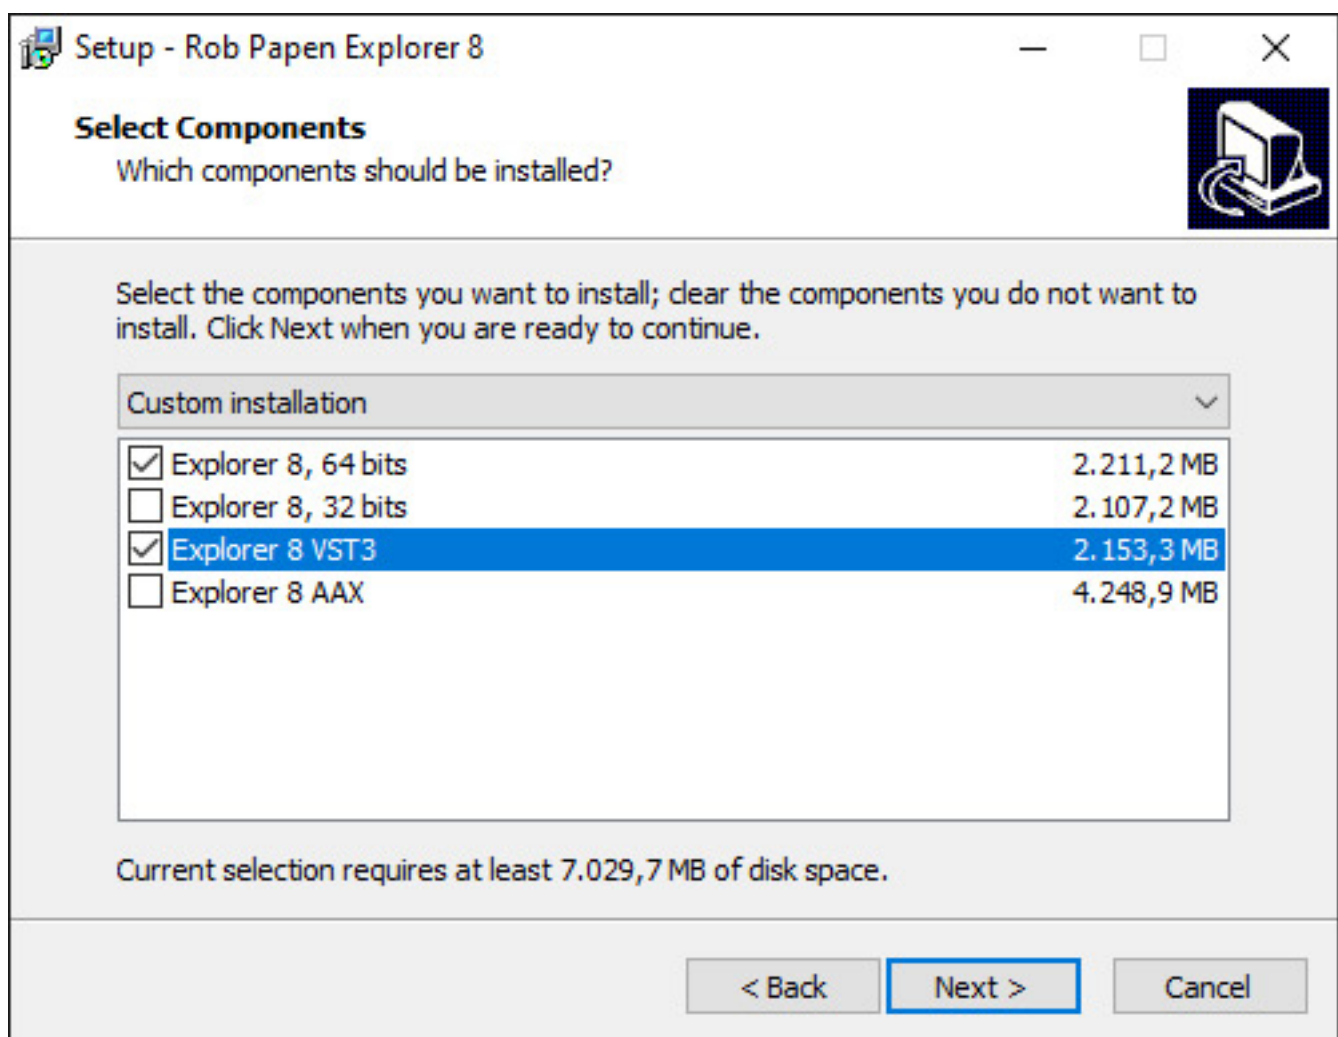 Setup - Rob Papen Explorer 8
Select Components
Which components should be installed?
Select the components you want to install; clear the components you do not want to
install. Click Next when you are ready to continue.
Custom installation
Explorer 8, 64 bits 2.211,2 MB
Explorer 8, 32 bits 2.107,2 MB
Explorer 8 VST3 2.153,3 MB
Explorer 8 AAX 4.248,9 MB
Current selection requires at least 7.029,7 MB of disk space.
< Back Next > Cancel